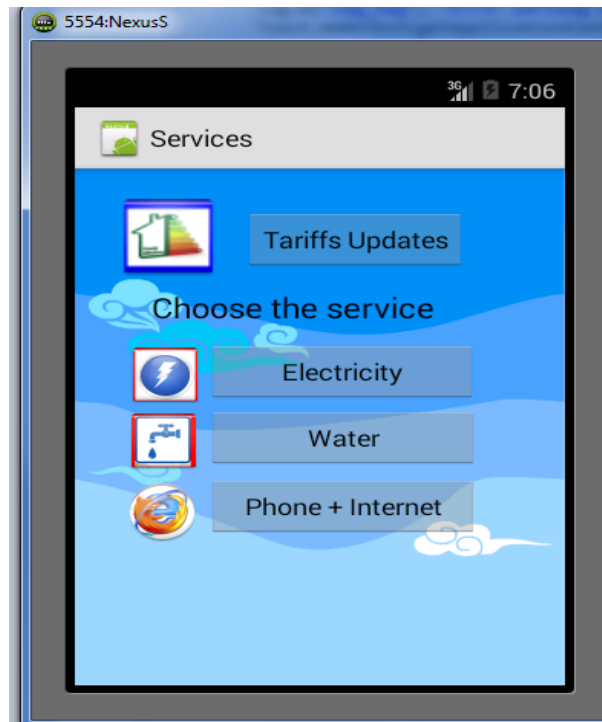 5554:NexusS
3G 7:06
Services
Tariffs Updates
Choose the service
Electricity
Water
Phone + Internet